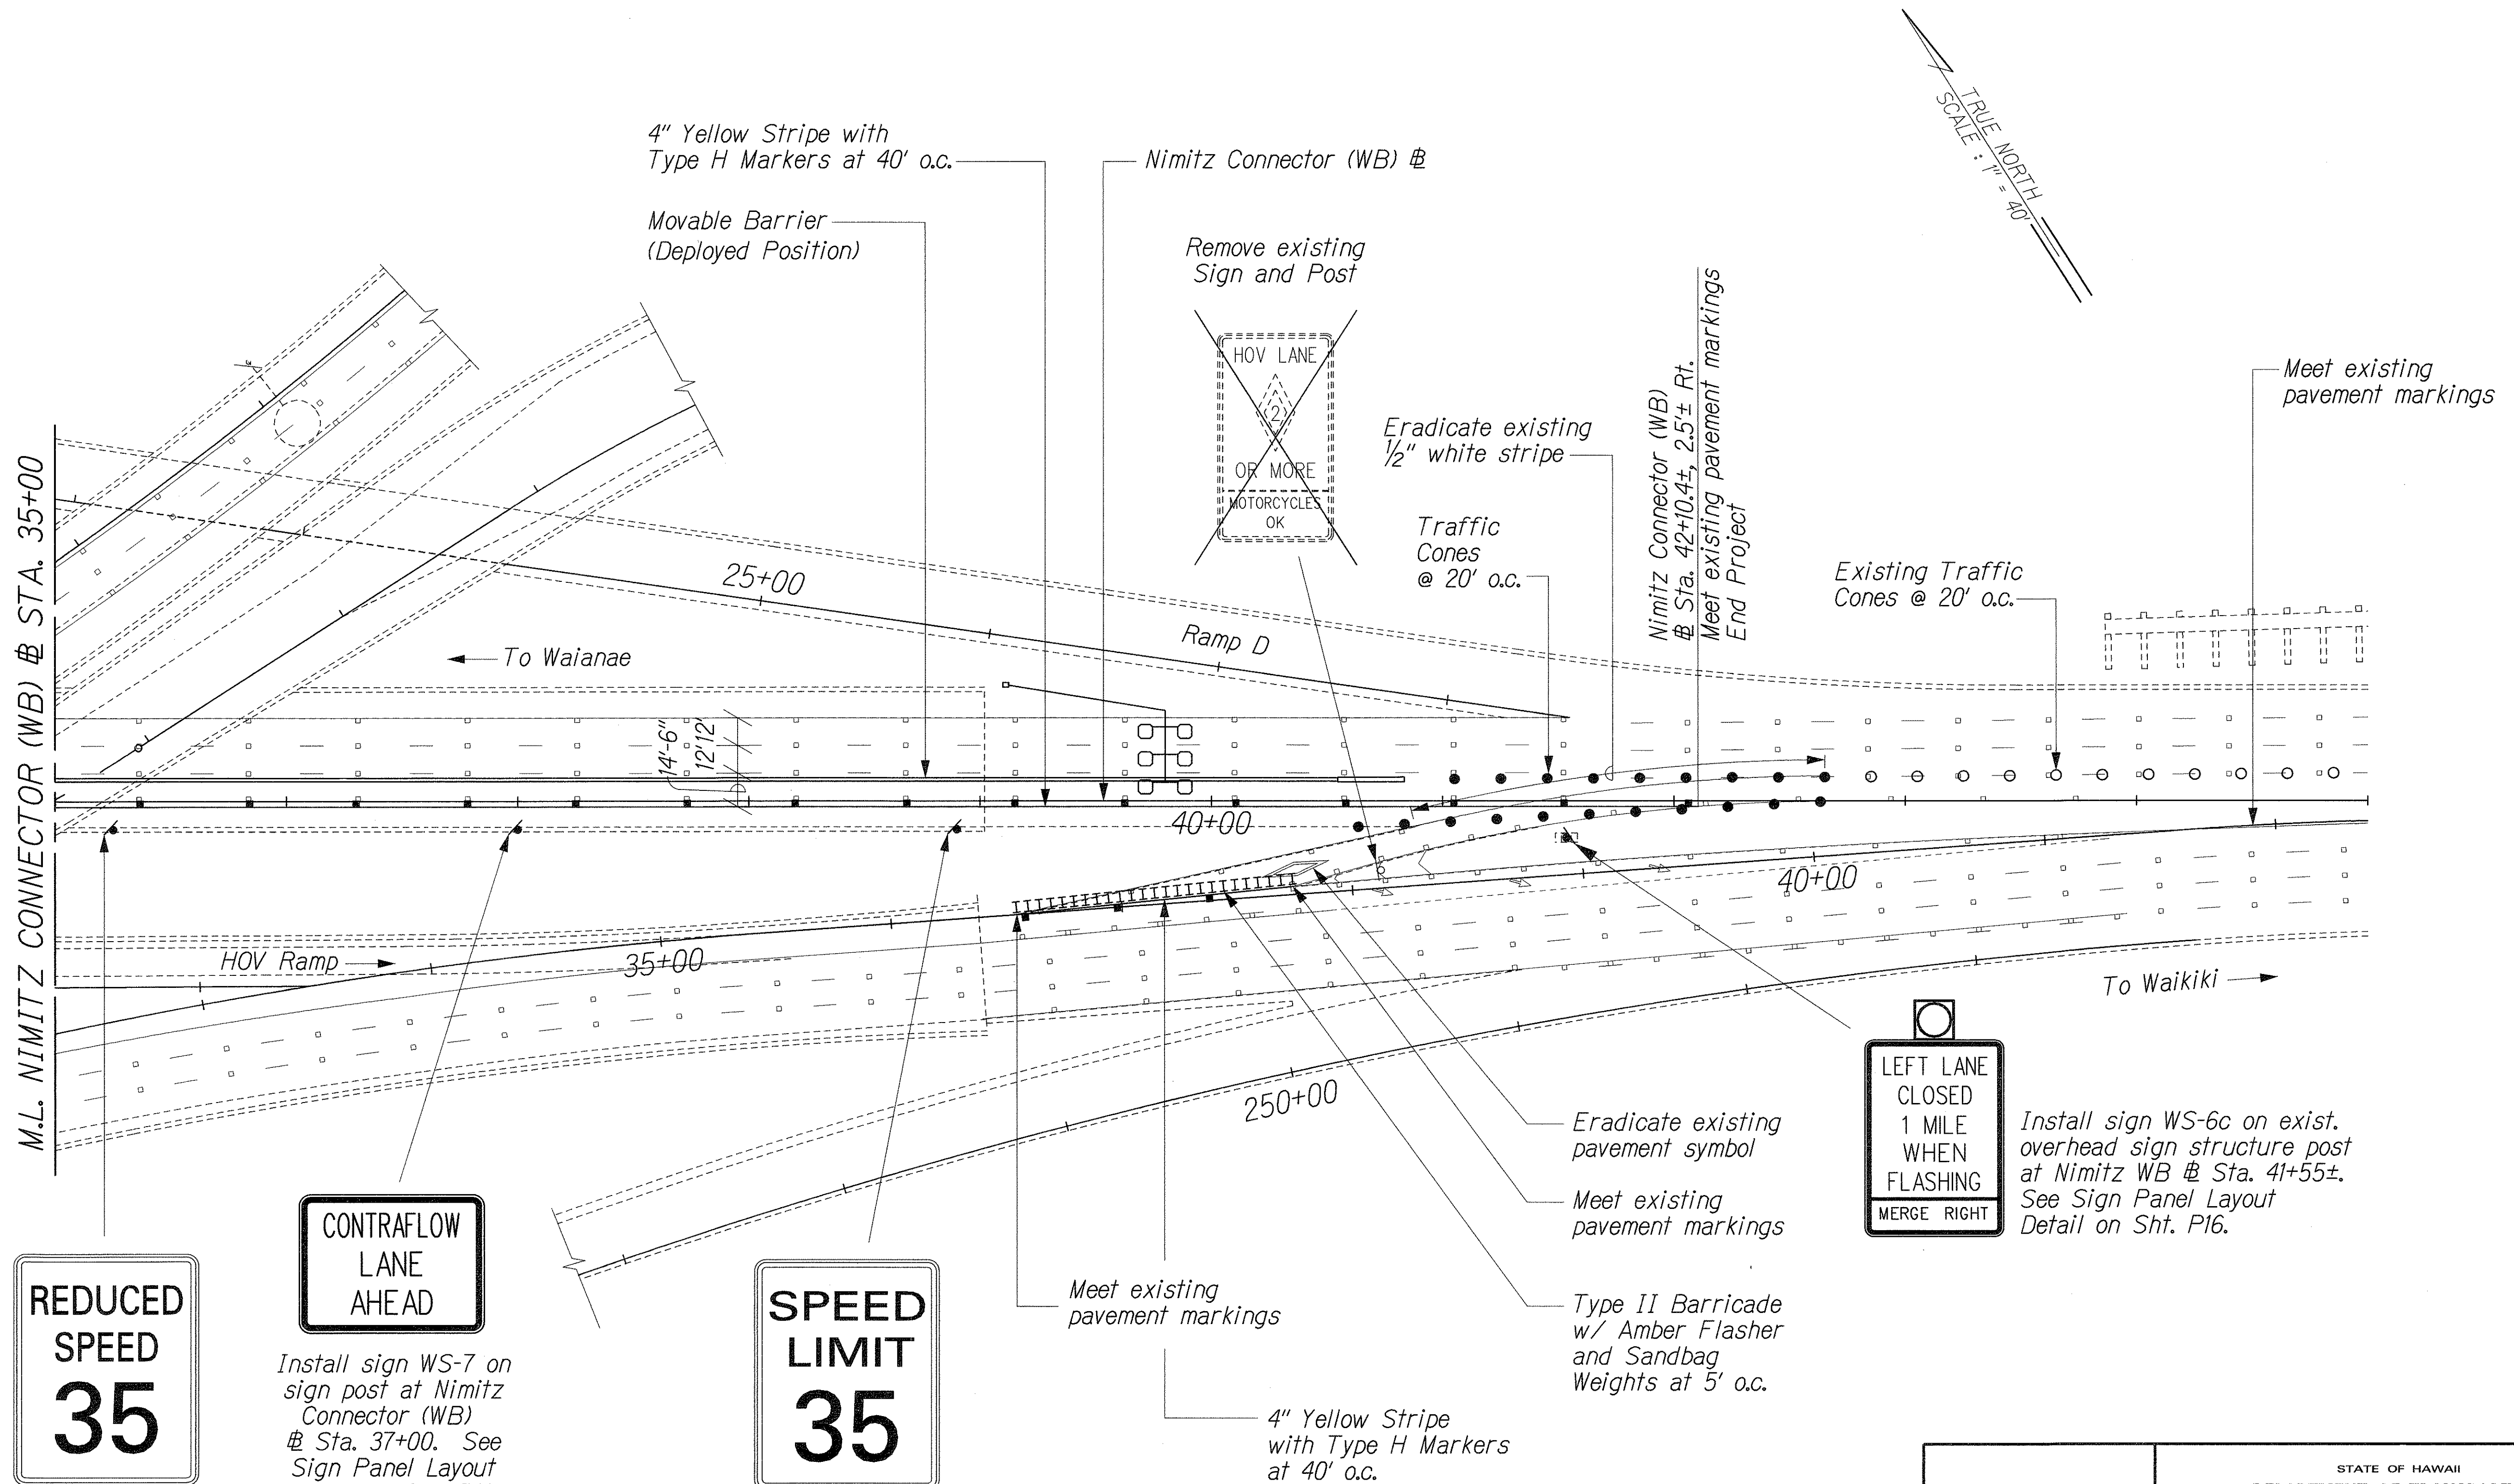 TRUE NORTH
SCALE : 1" = 40'
4" Yellow Stripe with
Type H Markers at 40' o.c.
Nimitz Connector (WB) ℄
Movable Barrier
(Deployed Position)
Remove existing
Sign and Post
HOV LANE
2
OR MORE
MOTORCYCLES
OK
Eradicate existing
1/2" white stripe
Traffic
Cones
@ 20' o.c.
Nimitz Connector (WB)
℄ Sta. 42+10.4±, 2.5'± Rt.
Meet existing pavement markings
End Project
Meet existing
pavement markings
Existing Traffic
Cones @ 20' o.c.
M.L. NIMITZ CONNECTOR (WB) ℄ STA. 35+00
25+00
Ramp D
To Waianae
14'-6"
12'
12'
40+00
40+00
HOV Ramp
35+00
To Waikiki
250+00
LEFT LANE
CLOSED
1 MILE
WHEN
FLASHING
MERGE RIGHT
Install sign WS-6c on exist.
overhead sign structure post
at Nimitz WB ℄ Sta. 41+55±.
See Sign Panel Layout
Detail on Sht. P16.
Eradicate existing
pavement symbol
Meet existing
pavement markings
Type II Barricade
w/ Amber Flasher
and Sandbag
Weights at 5' o.c.
Meet existing
pavement markings
4" Yellow Stripe
with Type H Markers
at 40' o.c.
REDUCED
SPEED
35
CONTRAFLOW
LANE
AHEAD
Install sign WS-7 on
sign post at Nimitz
Connector (WB)
℄ Sta. 37+00. See
Sign Panel Layout
SPEED
LIMIT
35
STATE OF HAWAII